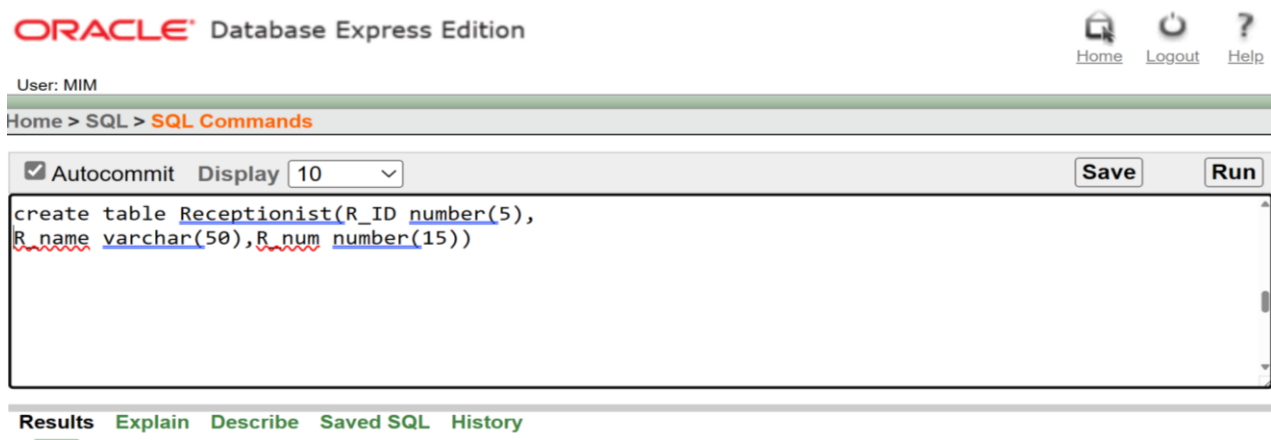 ORACLE® Database Express Edition
Home Logout Help
User: MIM
Home > SQL > SQL Commands
Autocommit Display 10 Save Run
create table Receptionist(R_ID number(5),
R_name varchar(50),R_num number(15))
Results Explain Describe Saved SQL History